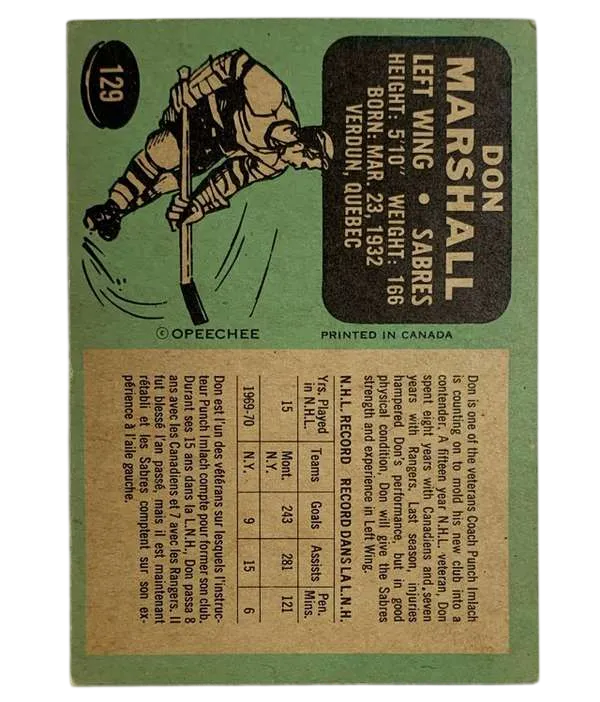 129
DON
MARSHALL
LEFT WING • SABRES
HEIGHT: 5'10" WEIGHT: 166
BORN: MAR. 23, 1932
VERDUN, QUEBEC
© OPEECHEE
PRINTED IN CANADA
Don is one of the veterans Coach Punch Imlach
is counting on to mold his new club into a
contender. A fifteen year N.H.L. veteran, Don
spent eight years with Canadiens and seven
years with Rangers. Last season, injuries
hampered Don's performance, but in good
physical condition, Don will give the Sabres
strength and experience in Left Wing.
N.H.L. RECORD RECORD DANS LA L.N.H.
Yrs. Played in N.H.L. Teams Goals Assists Pen. Mins.
15 Mont. N.Y. 243 281 121
1969-70 N.Y. 9 15 6
Don est l'un des vétérans sur lesquels l'instruc-
teur Punch Imlach compte pour former son club.
Durant ses 15 ans dans la L.N.H., Don passa 8
ans avec les Canadiens et 7 avec les Rangers. Il
fut blessé l'an passé, mais il est maintenant
rétabli et les Sabres comptent sur son ex-
périence à l'aile gauche.